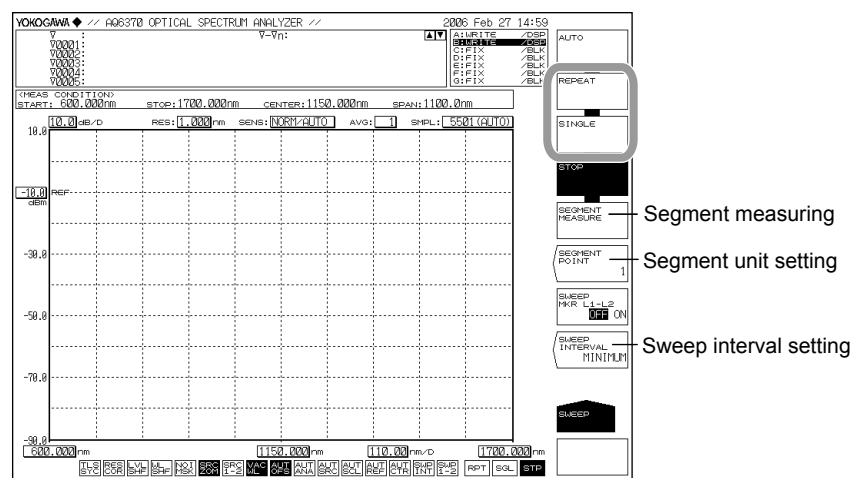 YOKOGAWA ◆ // AQ6370 OPTICAL SPECTRUM ANALYZER // 2006 Feb 27 14:59
∇ :
∇0001:
∇0002:
∇0003:
∇0004:
∇0005:
∇-∇n:
A:WRITE /DSP
B:WRITE /DSP
C:FIX /BLK
D:FIX /BLK
E:FIX /BLK
F:FIX /BLK
G:FIX /BLK
<MEAS CONDITION>
START: 600.000nm STOP:1700.000nm CENTER:1150.000nm SPAN:1100.0nm
10.0 dB/D RES: 1.000 nm SENS: NORM/AUTO AVG: 1 SMPL: 5501(AUTO)
10.0
-10.0 REF
dBm
-30.0
-50.0
-70.0
-90.0
600.000 nm 1150.000 nm 110.00 nm/D 1700.000 nm
TLS SYC RES COR LVL SHF WL SHF NOI MSK SRC ZOM SRC 1-2 VAC WL AUT OFS AUT ANA AUT SRC AUT SCL AUT REF AUT CTR SWP INT SWP 1-2 RPT SGL STP
AUTO
REPEAT
SINGLE
STOP
SEGMENT
MEASURE
Segment measuring
SEGMENT
POINT
1
Segment unit setting
SWEEP
MKR L1-L2
OFF ON
SWEEP
INTERVAL
MINIMUM
Sweep interval setting
SWEEP